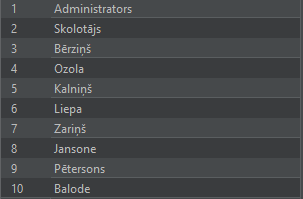 1 Administrators
2 Skolotājs
3 Bērziņš
4 Ozola
5 Kalniņš
6 Liepa
7 Zariņš
8 Jansone
9 Pētersons
10 Balode